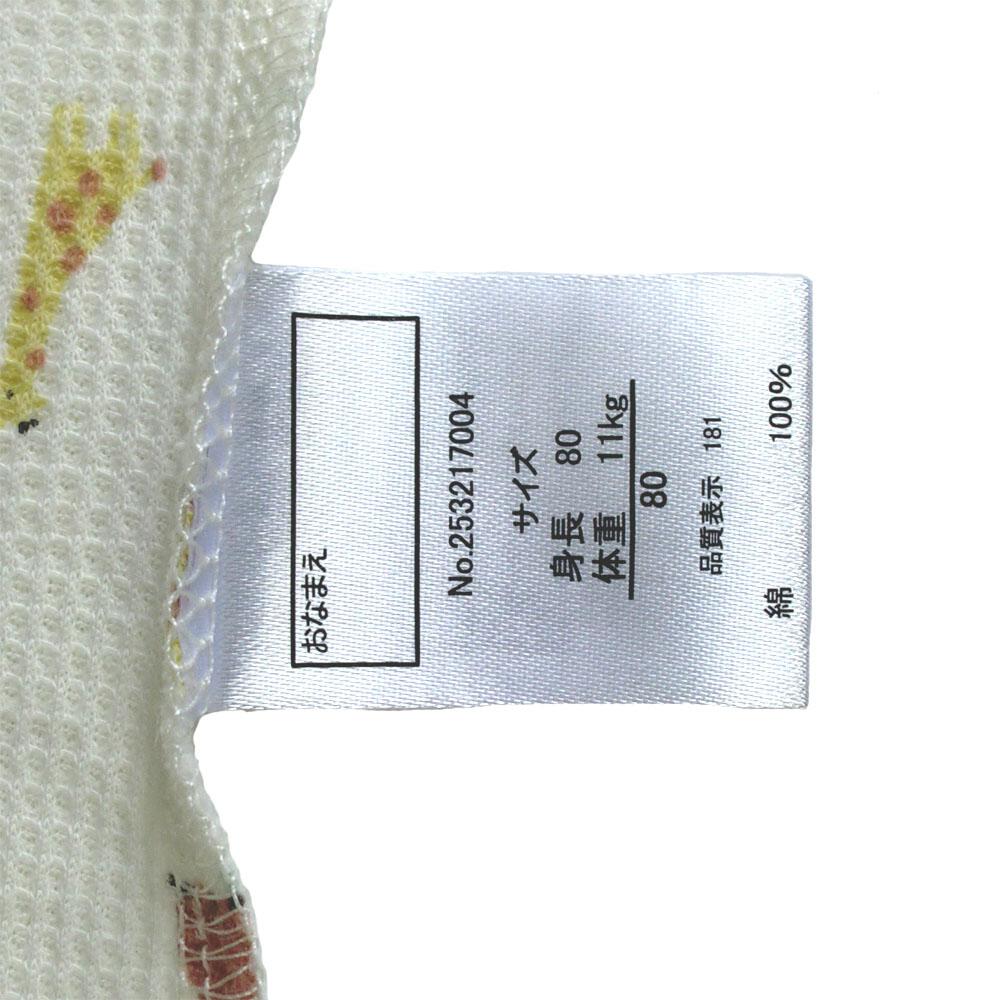 おなまえ
No.253217004
サイズ
身長 80
体重 11kg
80
品質表示 181
綿 100%